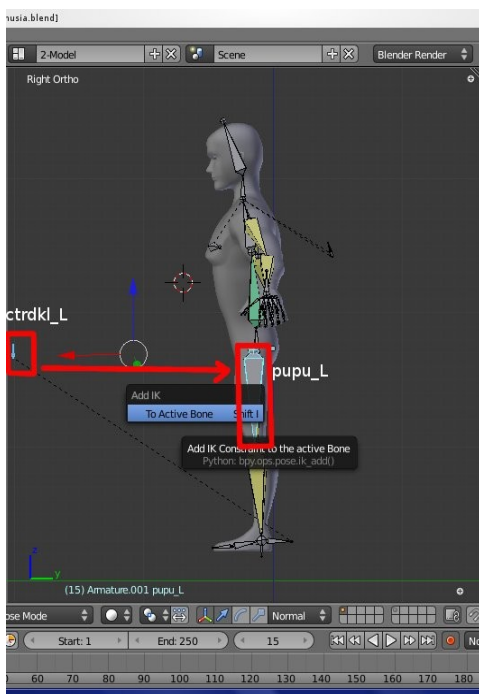 nusia.blend]
2-Model
Scene
Blender Render
Right Ortho
ctrdkl_L
pupu_L
Add IK
To Active Bone Shift I
Add IK Constraint to the active Bone
Python: bpy.ops.pose.ik_add()
z
y
(15) Armature.001 pupu_L
ose Mode
Normal
Start: 1
End: 250
15
No
60 70 80 90 100 110 120 130 140 150 160 170 180